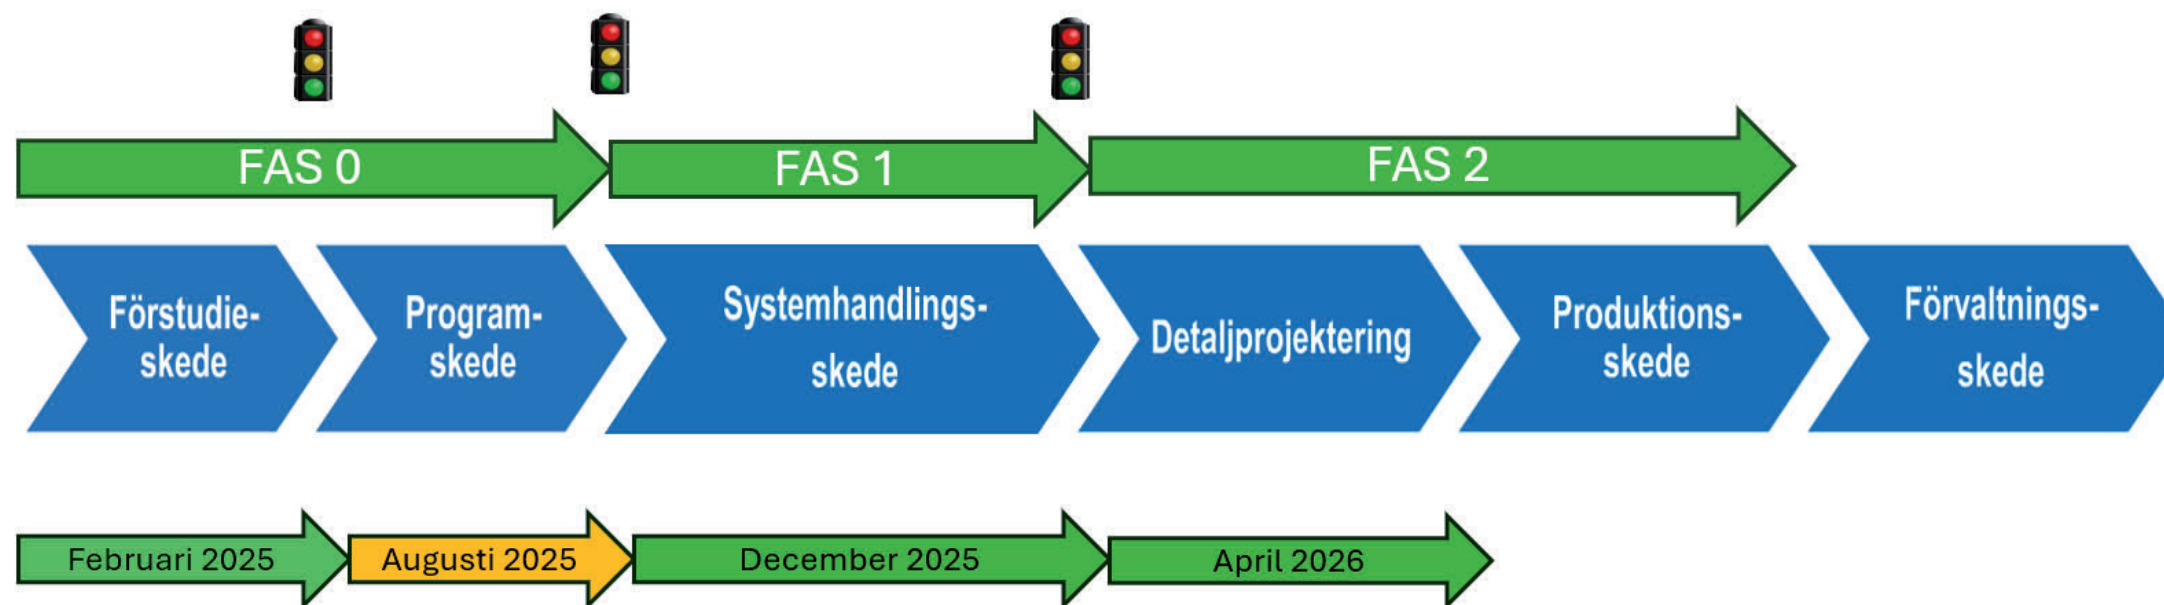 FAS 0
FAS 1
FAS 2
Förstudie-
skede
Program-
skede
Systemhandlings-
skede
Detaljprojektering
Produktions-
skede
Förvaltnings-
skede
Februari 2025
Augusti 2025
December 2025
April 2026